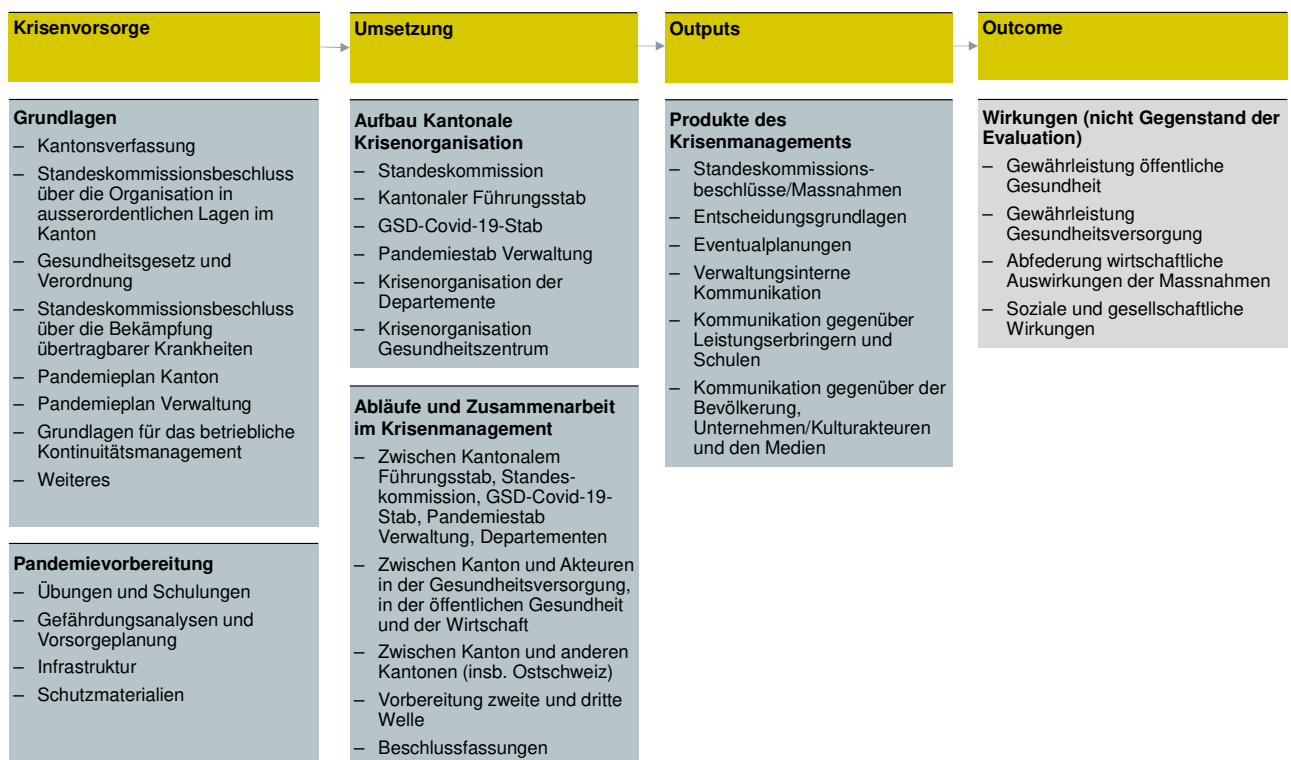 Krisenvorsorge
Umsetzung
Outputs
Outcome
Grundlagen
– Kantonsverfassung
– Standeskommissionsbeschluss
über die Organisation in
ausserordentlichen Lagen im
Kanton
– Gesundheitsgesetz und
Verordnung
– Standeskommissionsbeschluss
über die Bekämpfung
übertragbarer Krankheiten
– Pandemieplan Kanton
– Pandemieplan Verwaltung
– Grundlagen für das betriebliche
Kontinuitätsmanagement
– Weiteres
Pandemievorbereitung
– Übungen und Schulungen
– Gefährdungsanalysen und
Vorsorgeplanung
– Infrastruktur
– Schutzmaterialien
Aufbau Kantonale
Krisenorganisation
– Standeskommission
– Kantonaler Führungsstab
– GSD-Covid-19-Stab
– Pandemiestab Verwaltung
– Krisenorganisation der
Departemente
– Krisenorganisation
Gesundheitszentrum
Abläufe und Zusammenarbeit
im Krisenmanagement
– Zwischen Kantonalem
Führungsstab, Standes-
kommission, GSD-Covid-19-
Stab, Pandemiestab
Verwaltung, Departementen
– Zwischen Kanton und Akteuren
in der Gesundheitsversorgung,
in der öffentlichen Gesundheit
und der Wirtschaft
– Zwischen Kanton und anderen
Kantonen (insb. Ostschweiz)
– Vorbereitung zweite und dritte
Welle
– Beschlussfassungen
Produkte des
Krisenmanagements
– Standeskommissions-
beschlüsse/Massnahmen
– Entscheidungsgrundlagen
– Eventualplanungen
– Verwaltungsinterne
Kommunikation
– Kommunikation gegenüber
Leistungserbringern und
Schulen
– Kommunikation gegenüber der
Bevölkerung,
Unternehmen/Kulturakteuren
und den Medien
Wirkungen (nicht Gegenstand der
Evaluation)
– Gewährleistung öffentliche
Gesundheit
– Gewährleistung
Gesundheitsversorgung
– Abfederung wirtschaftliche
Auswirkungen der Massnahmen
– Soziale und gesellschaftliche
Wirkungen